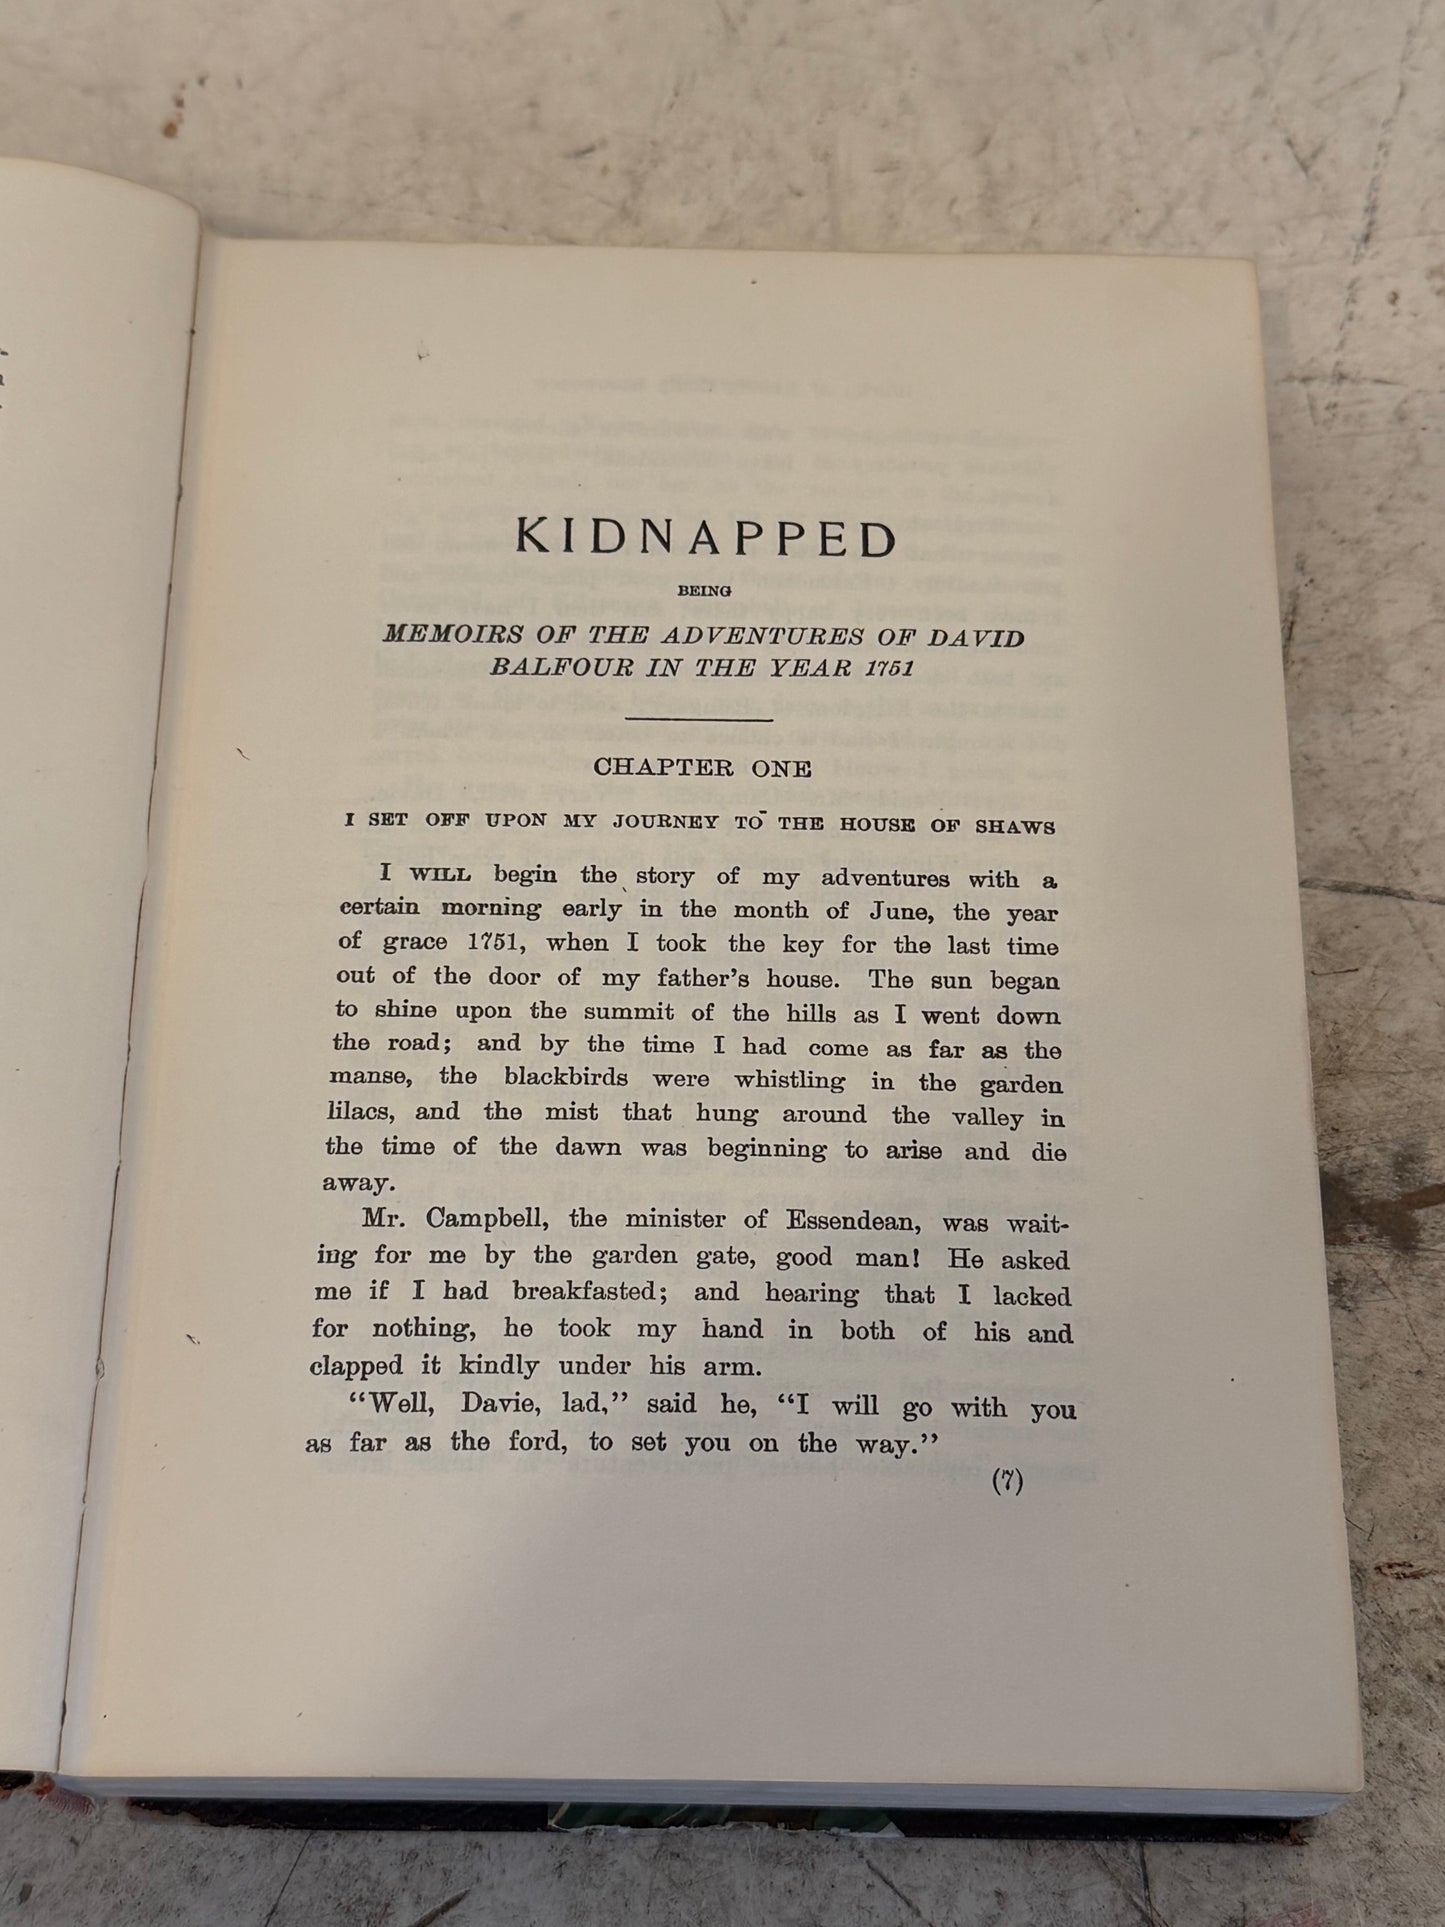 KIDNAPPED
BEING
MEMOIRS OF THE ADVENTURES OF DAVID
BALFOUR IN THE YEAR 1751
CHAPTER ONE
I SET OFF UPON MY JOURNEY TO THE HOUSE OF SHAWS
I WILL begin the story of my adventures with a
certain morning early in the month of June, the year
of grace 1751, when I took the key for the last time
out of the door of my father's house. The sun began
to shine upon the summit of the hills as I went down
the road; and by the time I had come as far as the
manse, the blackbirds were whistling in the garden
lilacs, and the mist that hung around the valley in
the time of the dawn was beginning to arise and die
away.
Mr. Campbell, the minister of Essendean, was wait-
ing for me by the garden gate, good man! He asked
me if I had breakfasted; and hearing that I lacked
for nothing, he took my hand in both of his and
clapped it kindly under his arm.
"Well, Davie, lad," said he, "I will go with you
as far as the ford, to set you on the way."
(7)